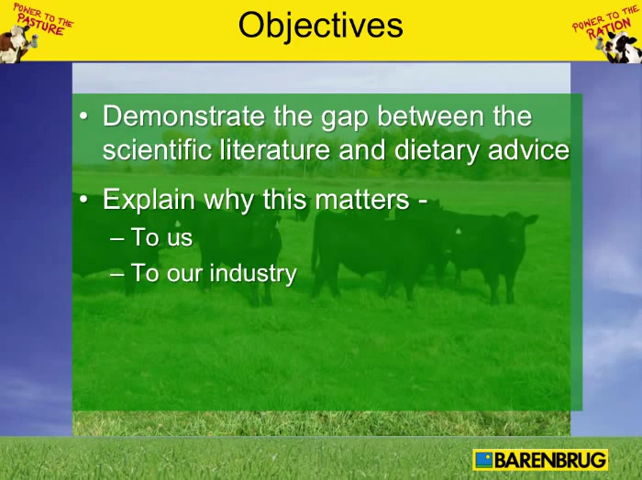 POWER TO THE
PASTURE
Objectives
POWER TO THE
RATION
• Demonstrate the gap between the
scientific literature and dietary advice
• Explain why this matters -
– To us
– To our industry
BARENBRUG